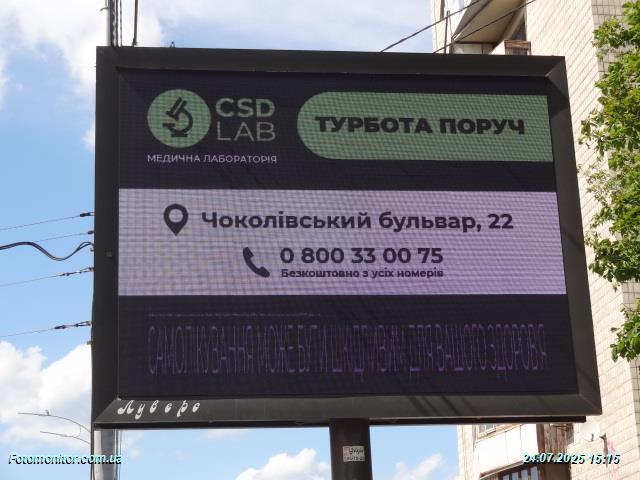 CSD
LAB
МЕДИЧНА ЛАБОРАТОРІЯ
ТУРБОТА ПОРУЧ
Чоколівський бульвар, 22
0 800 33 00 75
Безкоштовно з усіх номерів
САМОЛІКУВАННЯ МОЖЕ БУТИ ШКІДЛИВИМ ДЛЯ ВАШОГО ЗДОРОВ'Я
Луверс
Fotomonitor.com.ua
24.07.2025 15:15